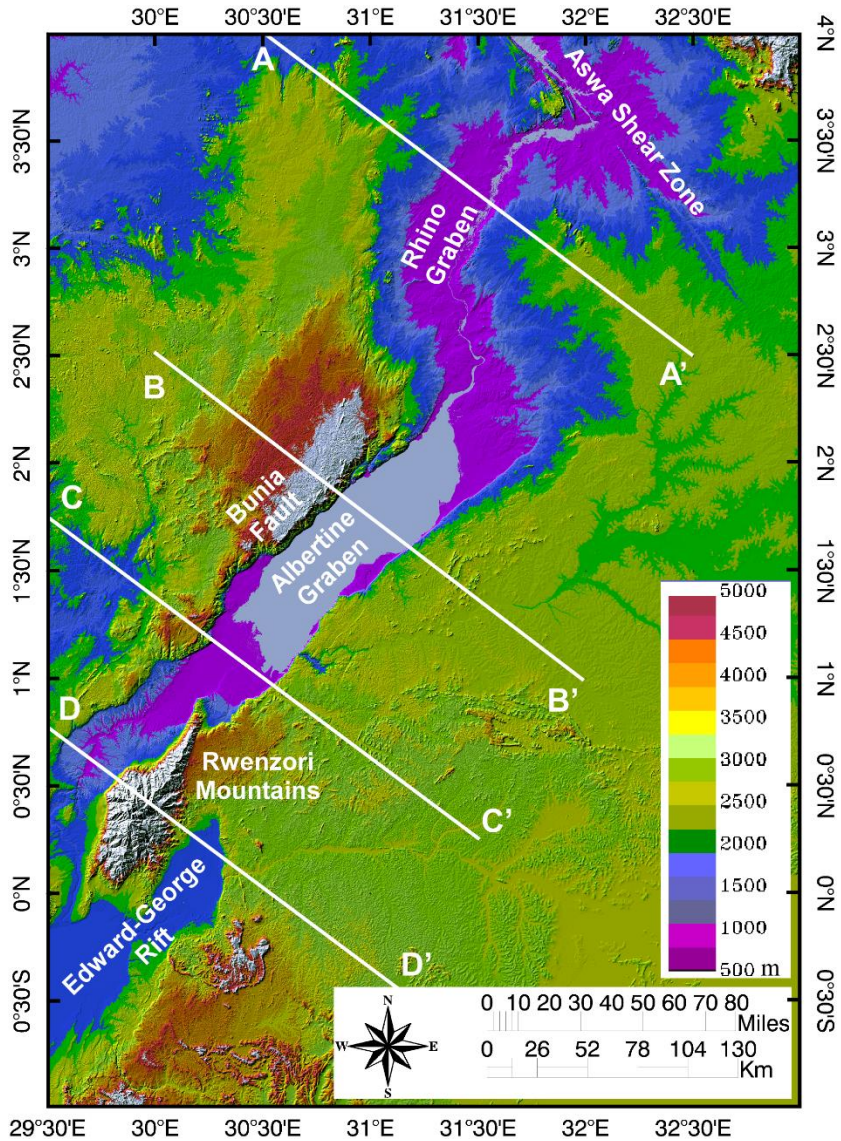 30° 30°30' 31° 31°30' 32° 32°30'
4°N
3°30'N
3°N
2°30'N
2°N
1°30'N
1°N
0°30'N
0°N
0°30'S
3°30'N
3°N
2°30'N
2°N
1°30'N
1°N
0°30'N
0°N
0°30'S
A
Aswa Shear Zone
Rhino
Graben
A’
B
Bunia
Fault
Albertine
Graben
B’
C
C’
D
Rwenzori
Mountains
Edward-George
Rift
D’
5000
4500
4000
3500
3000
2500
2000
1500
1000
500 m
N
W E
S
0 10 20 30 40 50 60 70 80
Miles
0 26 52 78 104 130
Km
29°30' 30° 30°30' 31° 31°30' 32° 32°30'